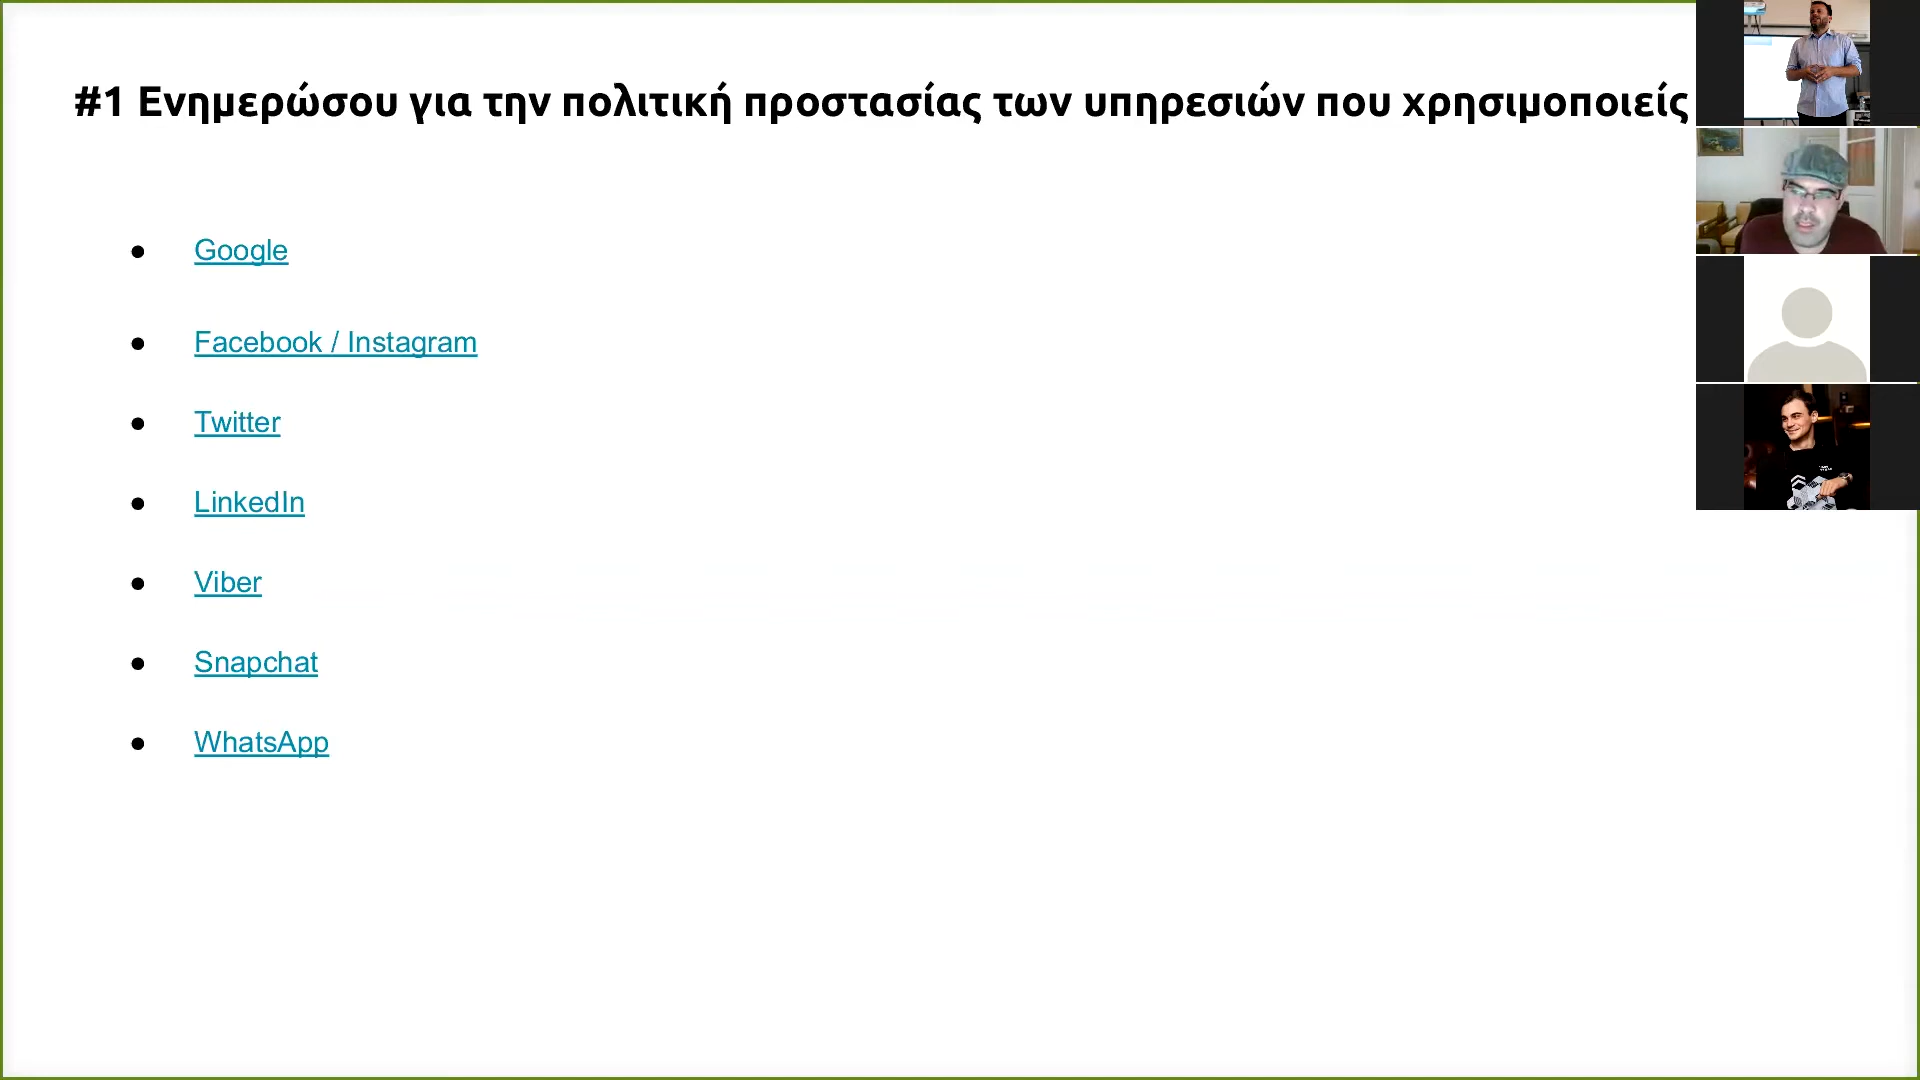 #1 Ενημερώσου για την πολιτική προστασίας των υπηρεσιών που χρησιμοποιείς
● Google
● Facebook / Instagram
● Twitter
● LinkedIn
● Viber
● Snapchat
● WhatsApp